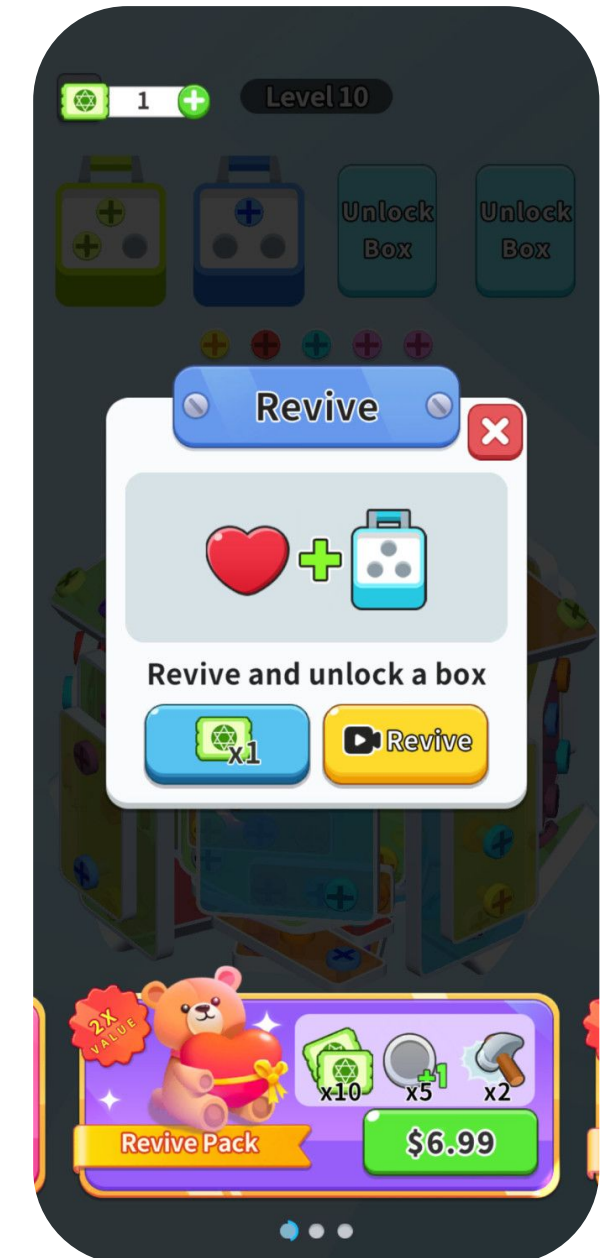 1
Level 10
Unlock
Box
Unlock
Box
Revive
Revive and unlock a box
x1
Revive
2X
VALUE
x10
+1
x5
x2
Revive Pack
$6.99